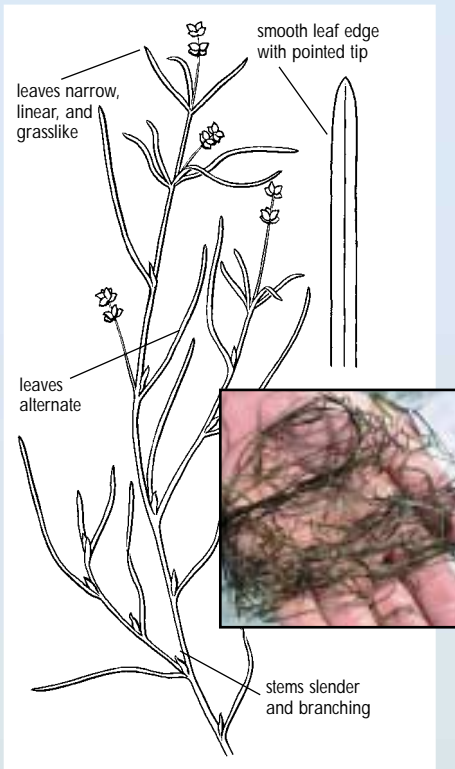 smooth leaf edge
with pointed tip
leaves narrow,
linear, and
grasslike
leaves
alternate
stems slender
and branching